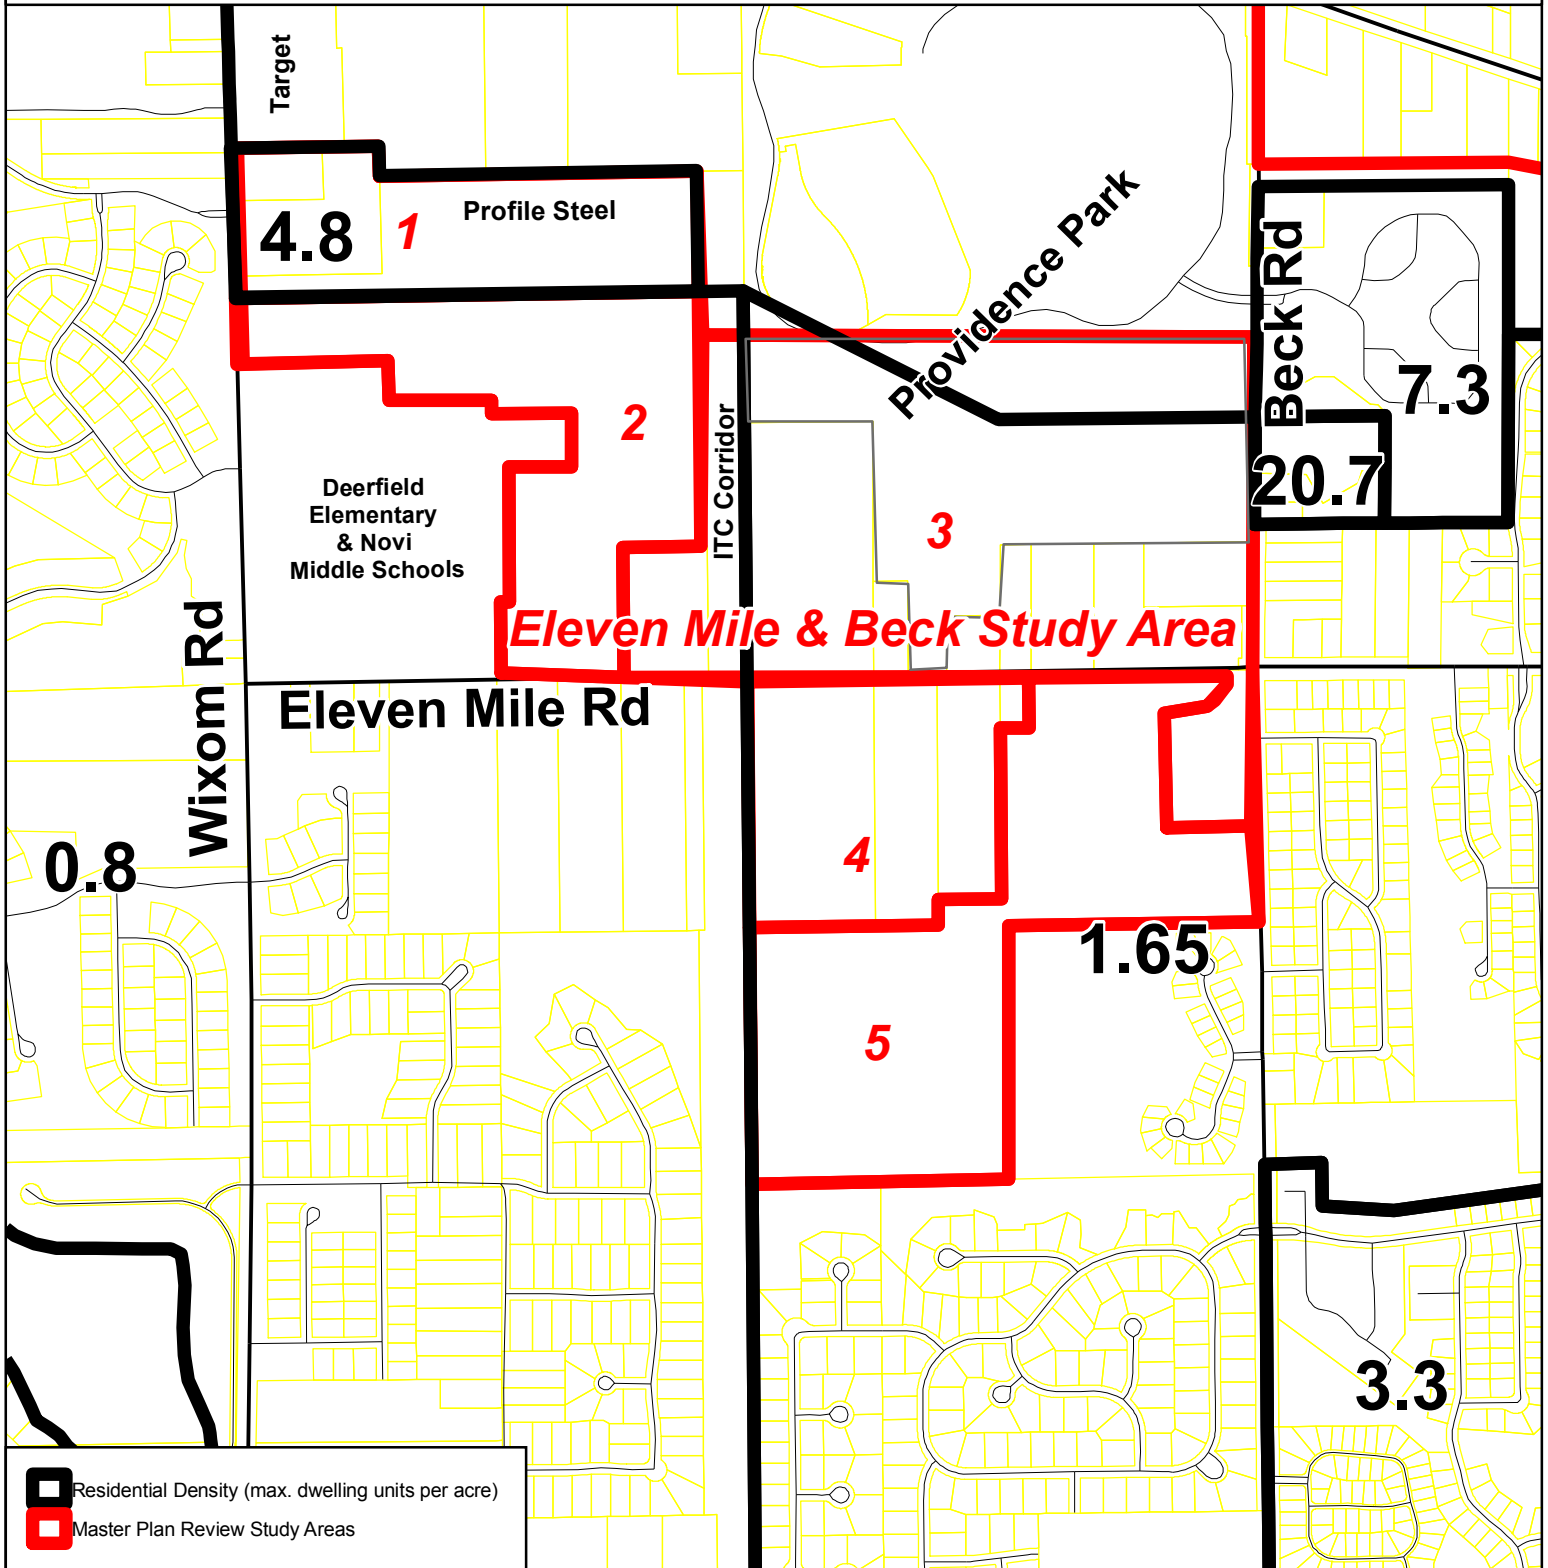 Target
Profile Steel
4.8
1
Providence Park
Beck Rd
7.3
2
ITC Corridor
20.7
Deerfield
Elementary
& Novi
Middle Schools
3
Eleven Mile & Beck Study Area
Wixom Rd
Eleven Mile Rd
0.8
4
1.65
5
3.3
Residential Density (max. dwelling units per acre)
Master Plan Review Study Areas